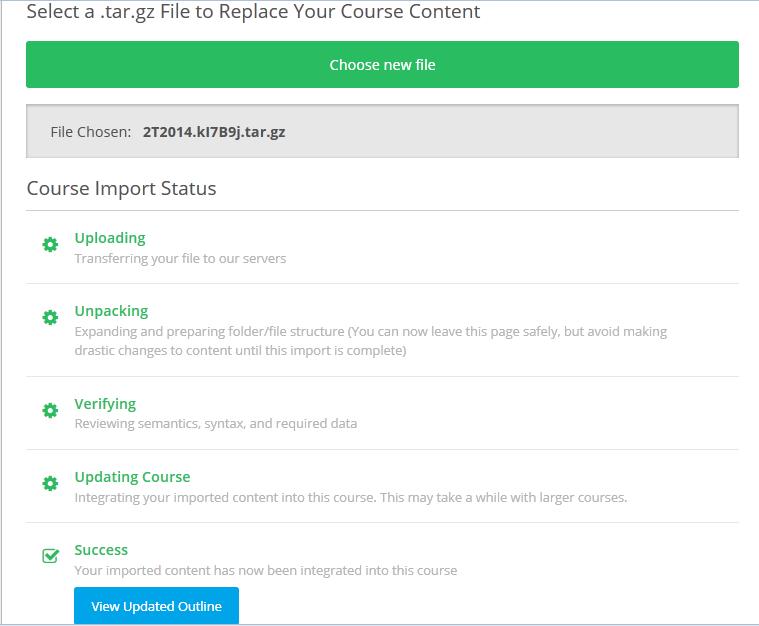 Select a .tar.gz File to Replace Your Course Content
Choose new file
File Chosen: 2T2014.kI7B9j.tar.gz
Course Import Status
Uploading
Transferring your file to our servers
Unpacking
Expanding and preparing folder/file structure (You can now leave this page safely, but avoid making
drastic changes to content until this import is complete)
Verifying
Reviewing semantics, syntax, and required data
Updating Course
Integrating your imported content into this course. This may take a while with larger courses.
Success
Your imported content has now been integrated into this course
View Updated Outline